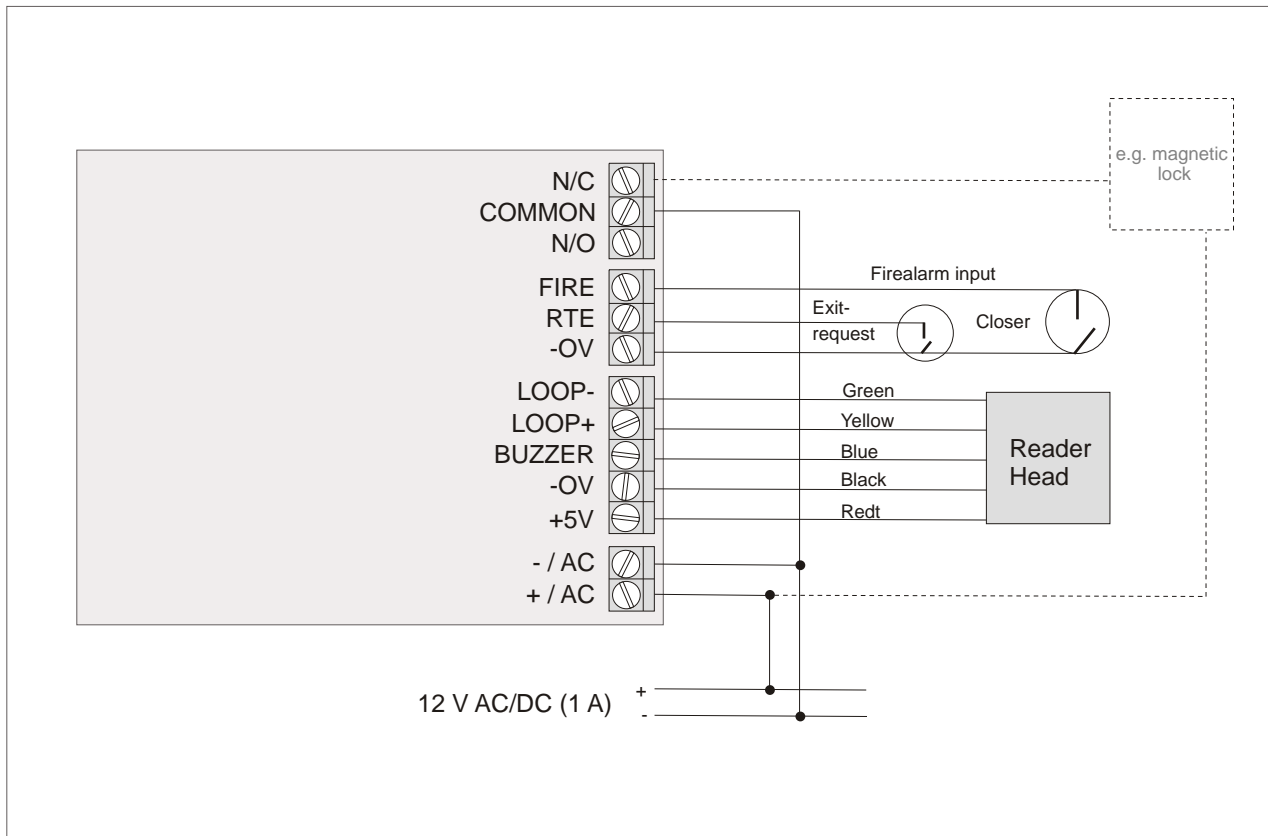 e.g. magnetic
lock
N/C
COMMON
N/O
FIRE
RTE
-OV
Firealarm input
Exit-
request
Closer
LOOP-
LOOP+
BUZZER
-OV
+5V
Green
Yellow
Blue
Black
Redt
Reader
Head
- / AC
+ / AC
12 V AC/DC (1 A)
+
-